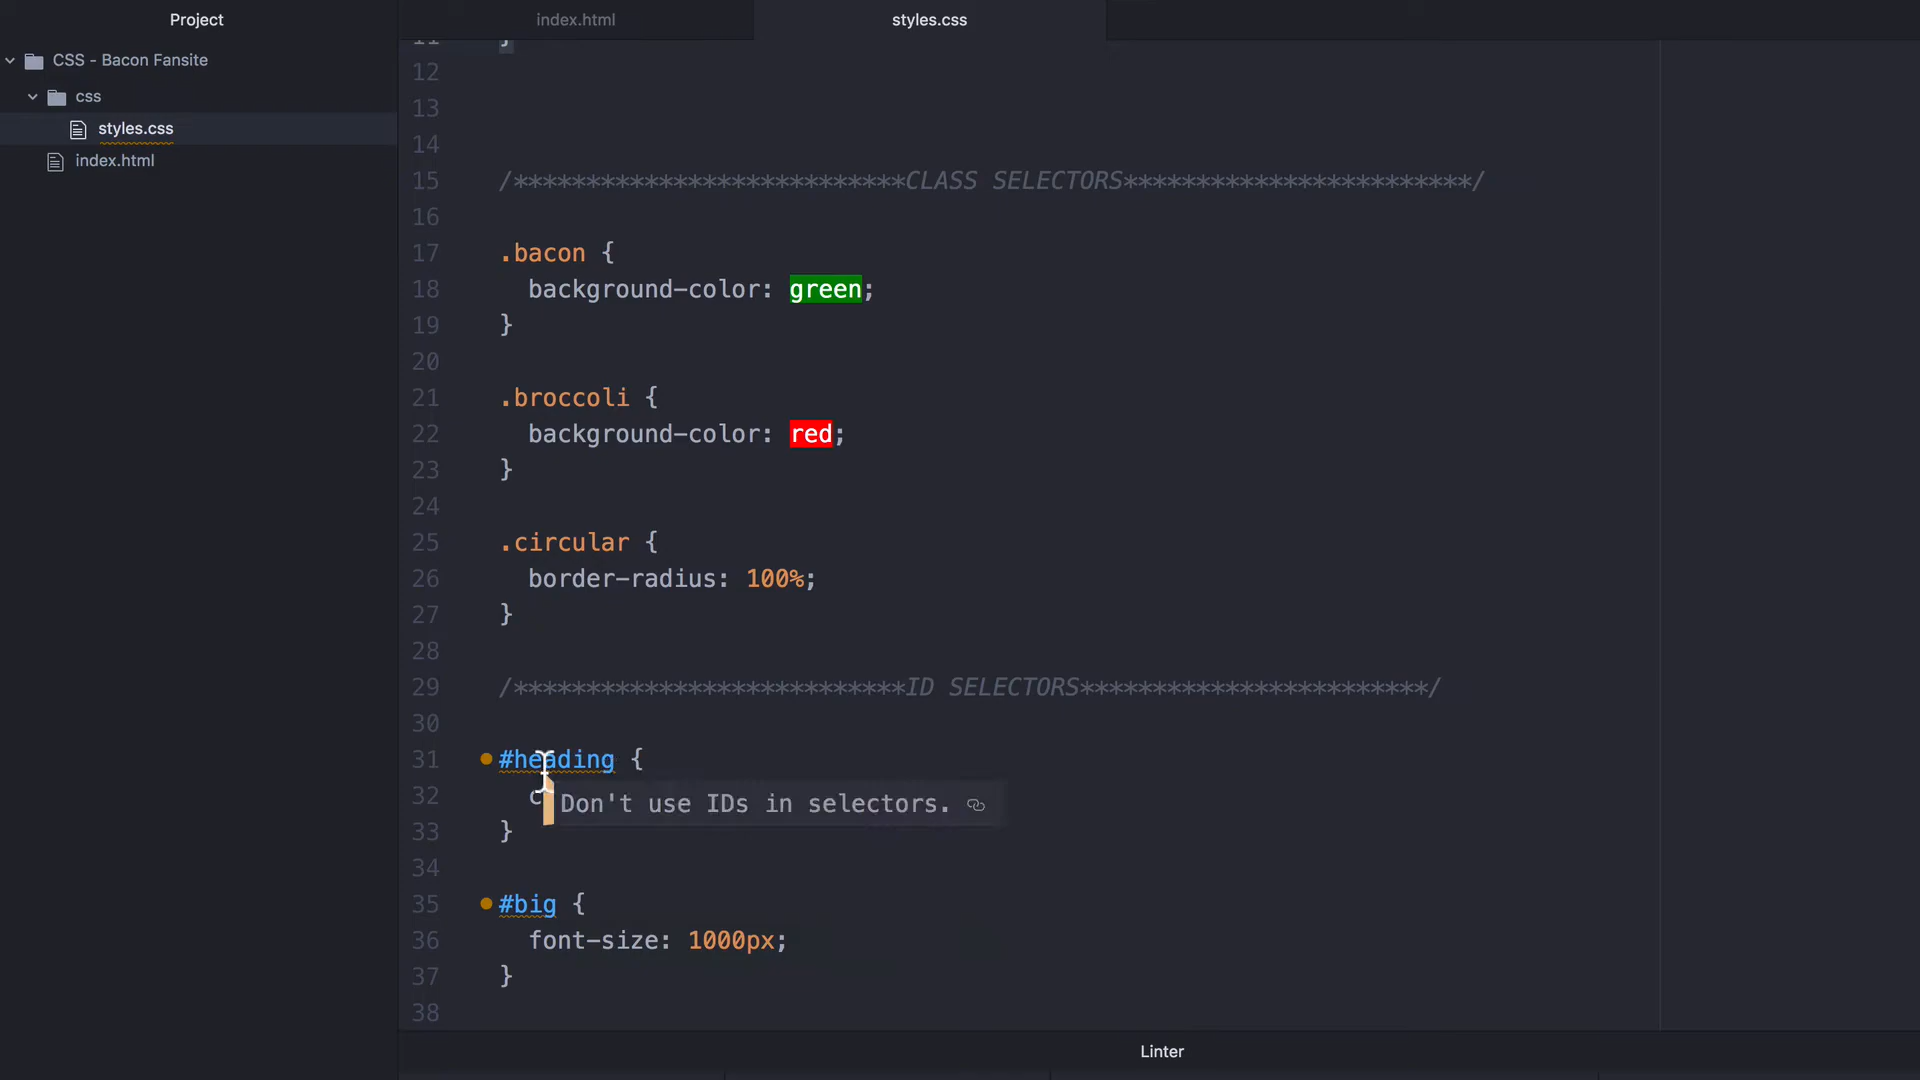 Project
index.html
styles.css
CSS - Bacon Fansite
css
styles.css
index.html
11 }
12
13
14
15 /***************************CLASS SELECTORS************************/
16
17 .bacon {
18 background-color: green;
19 }
20
21 .broccoli {
22 background-color: red;
23 }
24
25 .circular {
26 border-radius: 100%;
27 }
28
29 /***************************ID SELECTORS************************/
30
31 #heading {
32 c
Don't use IDs in selectors.
33 }
34
35 #big {
36 font-size: 1000px;
37 }
38
Linter